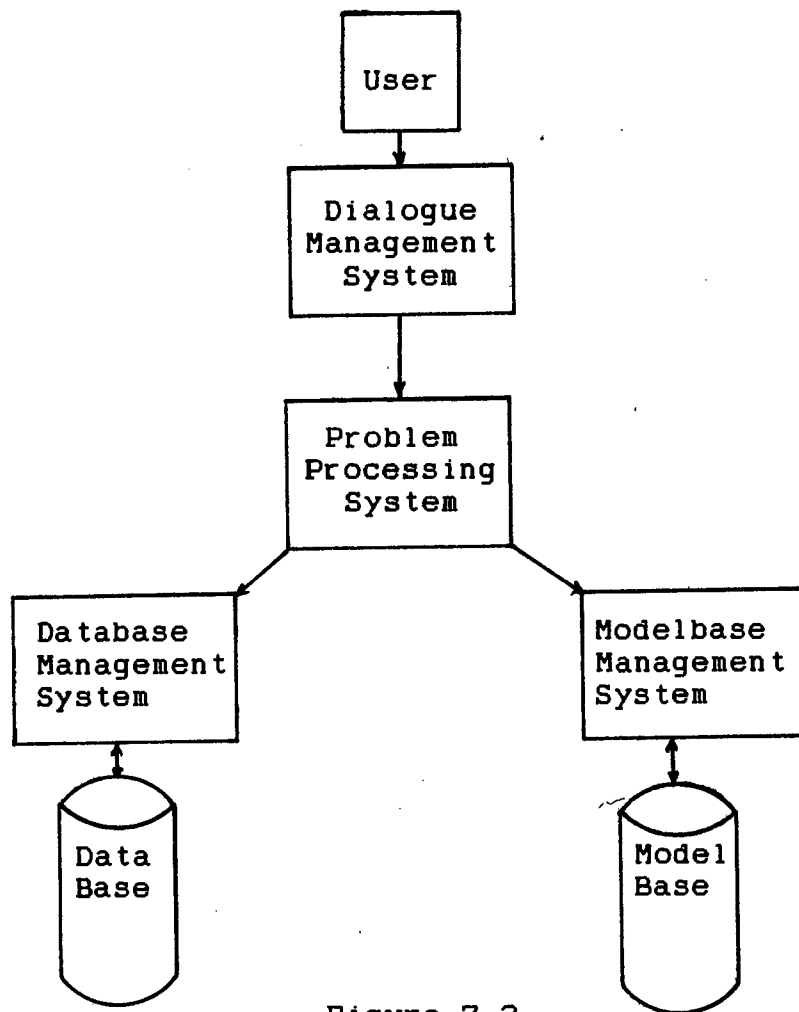 User
Dialogue
Management
System
Problem
Processing
System
Database
Management
System
Modelbase
Management
System
Data
Base
Model
Base